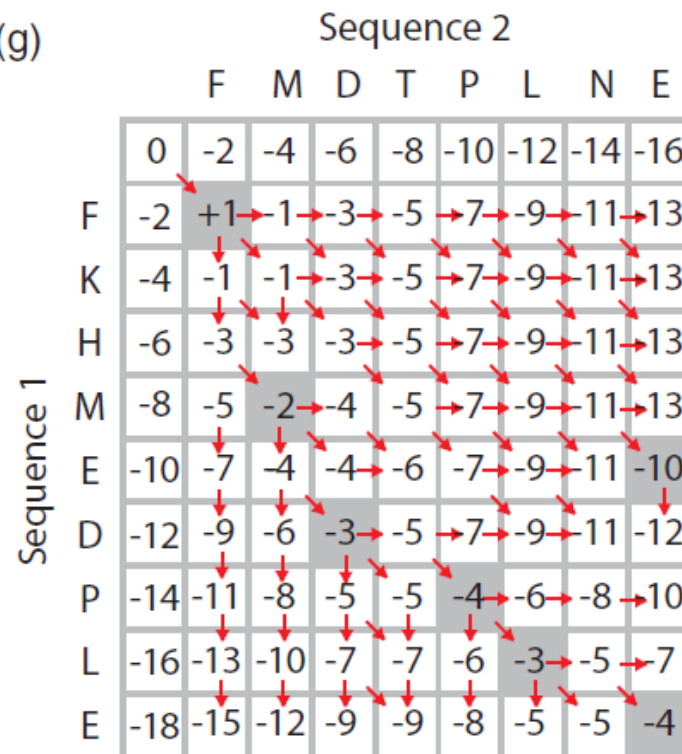 (g)
Sequence 2
F M D T P L N E
0 -2 -4 -6 -8 -10 -12 -14 -16
F -2 +1 -1 -3 -5 -7 -9 -11 -13
K -4 -1 -1 -3 -5 -7 -9 -11 -13
H -6 -3 -3 -3 -5 -7 -9 -11 -13
M -8 -5 -2 -4 -5 -7 -9 -11 -13
E -10 -7 -4 -4 -6 -7 -9 -11 -10
D -12 -9 -6 -3 -5 -7 -9 -11 -12
P -14 -11 -8 -5 -5 -4 -6 -8 -10
L -16 -13 -10 -7 -7 -6 -3 -5 -7
E -18 -15 -12 -9 -9 -8 -5 -5 -4
Sequence 1